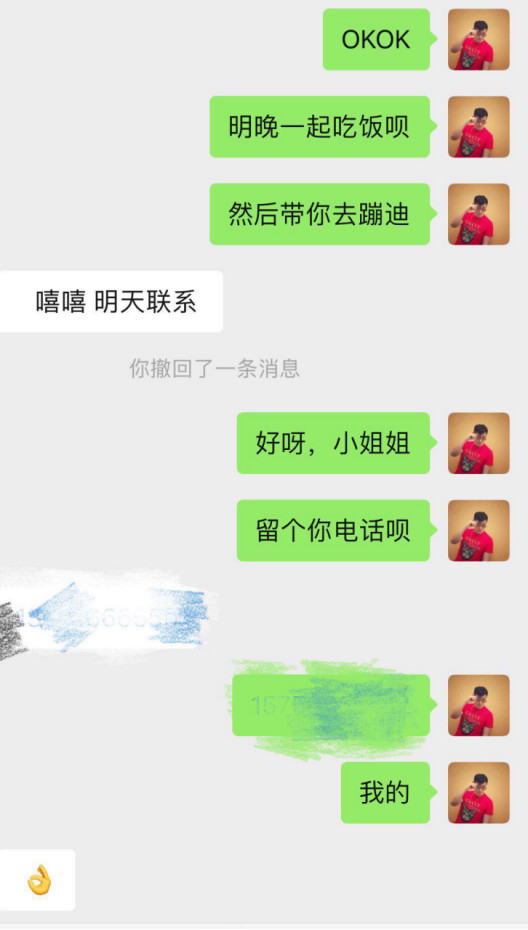 OKOK
明晚一起吃饭呗
然后带你去蹦迪
嘻嘻 明天联系
你撤回了一条消息
好呀，小姐姐
留个你电话呗
我的